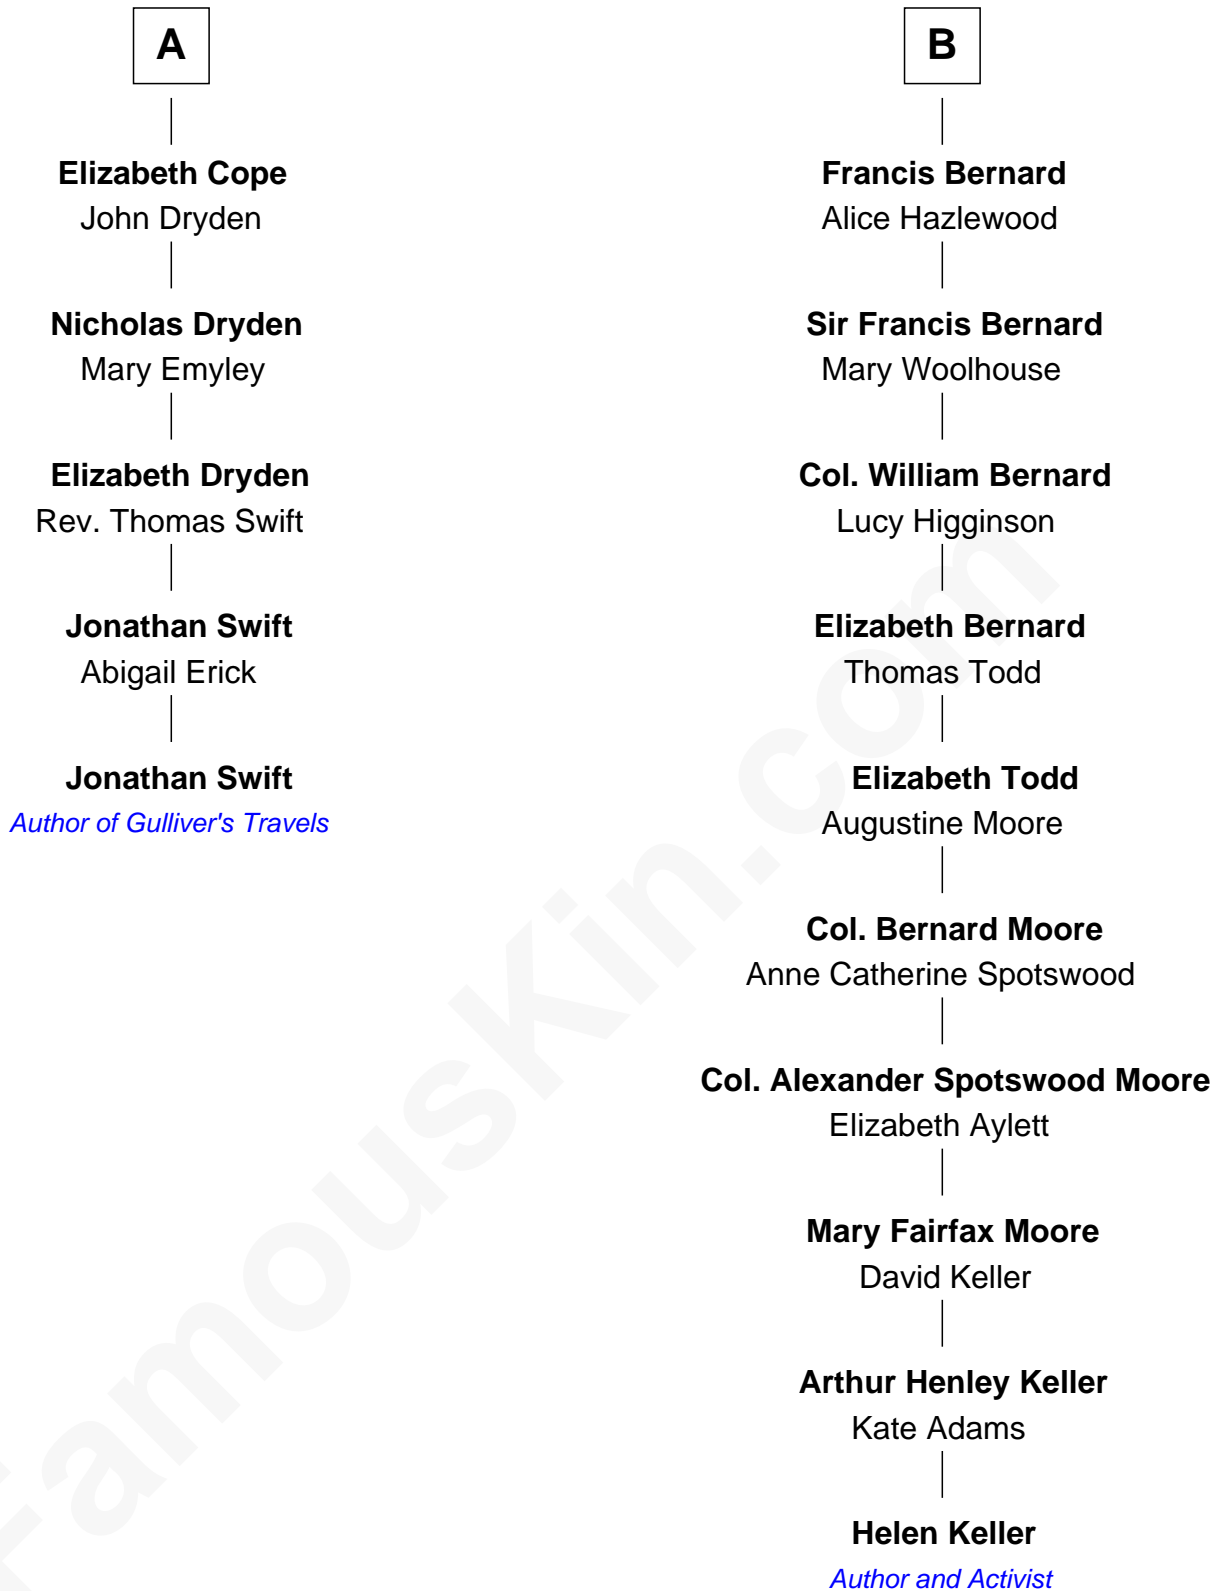 A
Elizabeth Cope
John Dryden
Nicholas Dryden
Mary Emyley
Elizabeth Dryden
Rev. Thomas Swift
Jonathan Swift
Abigail Erick
Jonathan Swift
Author of Gulliver's Travels
B
Francis Bernard
Alice Hazlewood
Sir Francis Bernard
Mary Woolhouse
Col. William Bernard
Lucy Higginson
Elizabeth Bernard
Thomas Todd
Elizabeth Todd
Augustine Moore
Col. Bernard Moore
Anne Catherine Spotswood
Col. Alexander Spotswood Moore
Elizabeth Aylett
Mary Fairfax Moore
David Keller
Arthur Henley Keller
Kate Adams
Helen Keller
Author and Activist
FamousKin.com